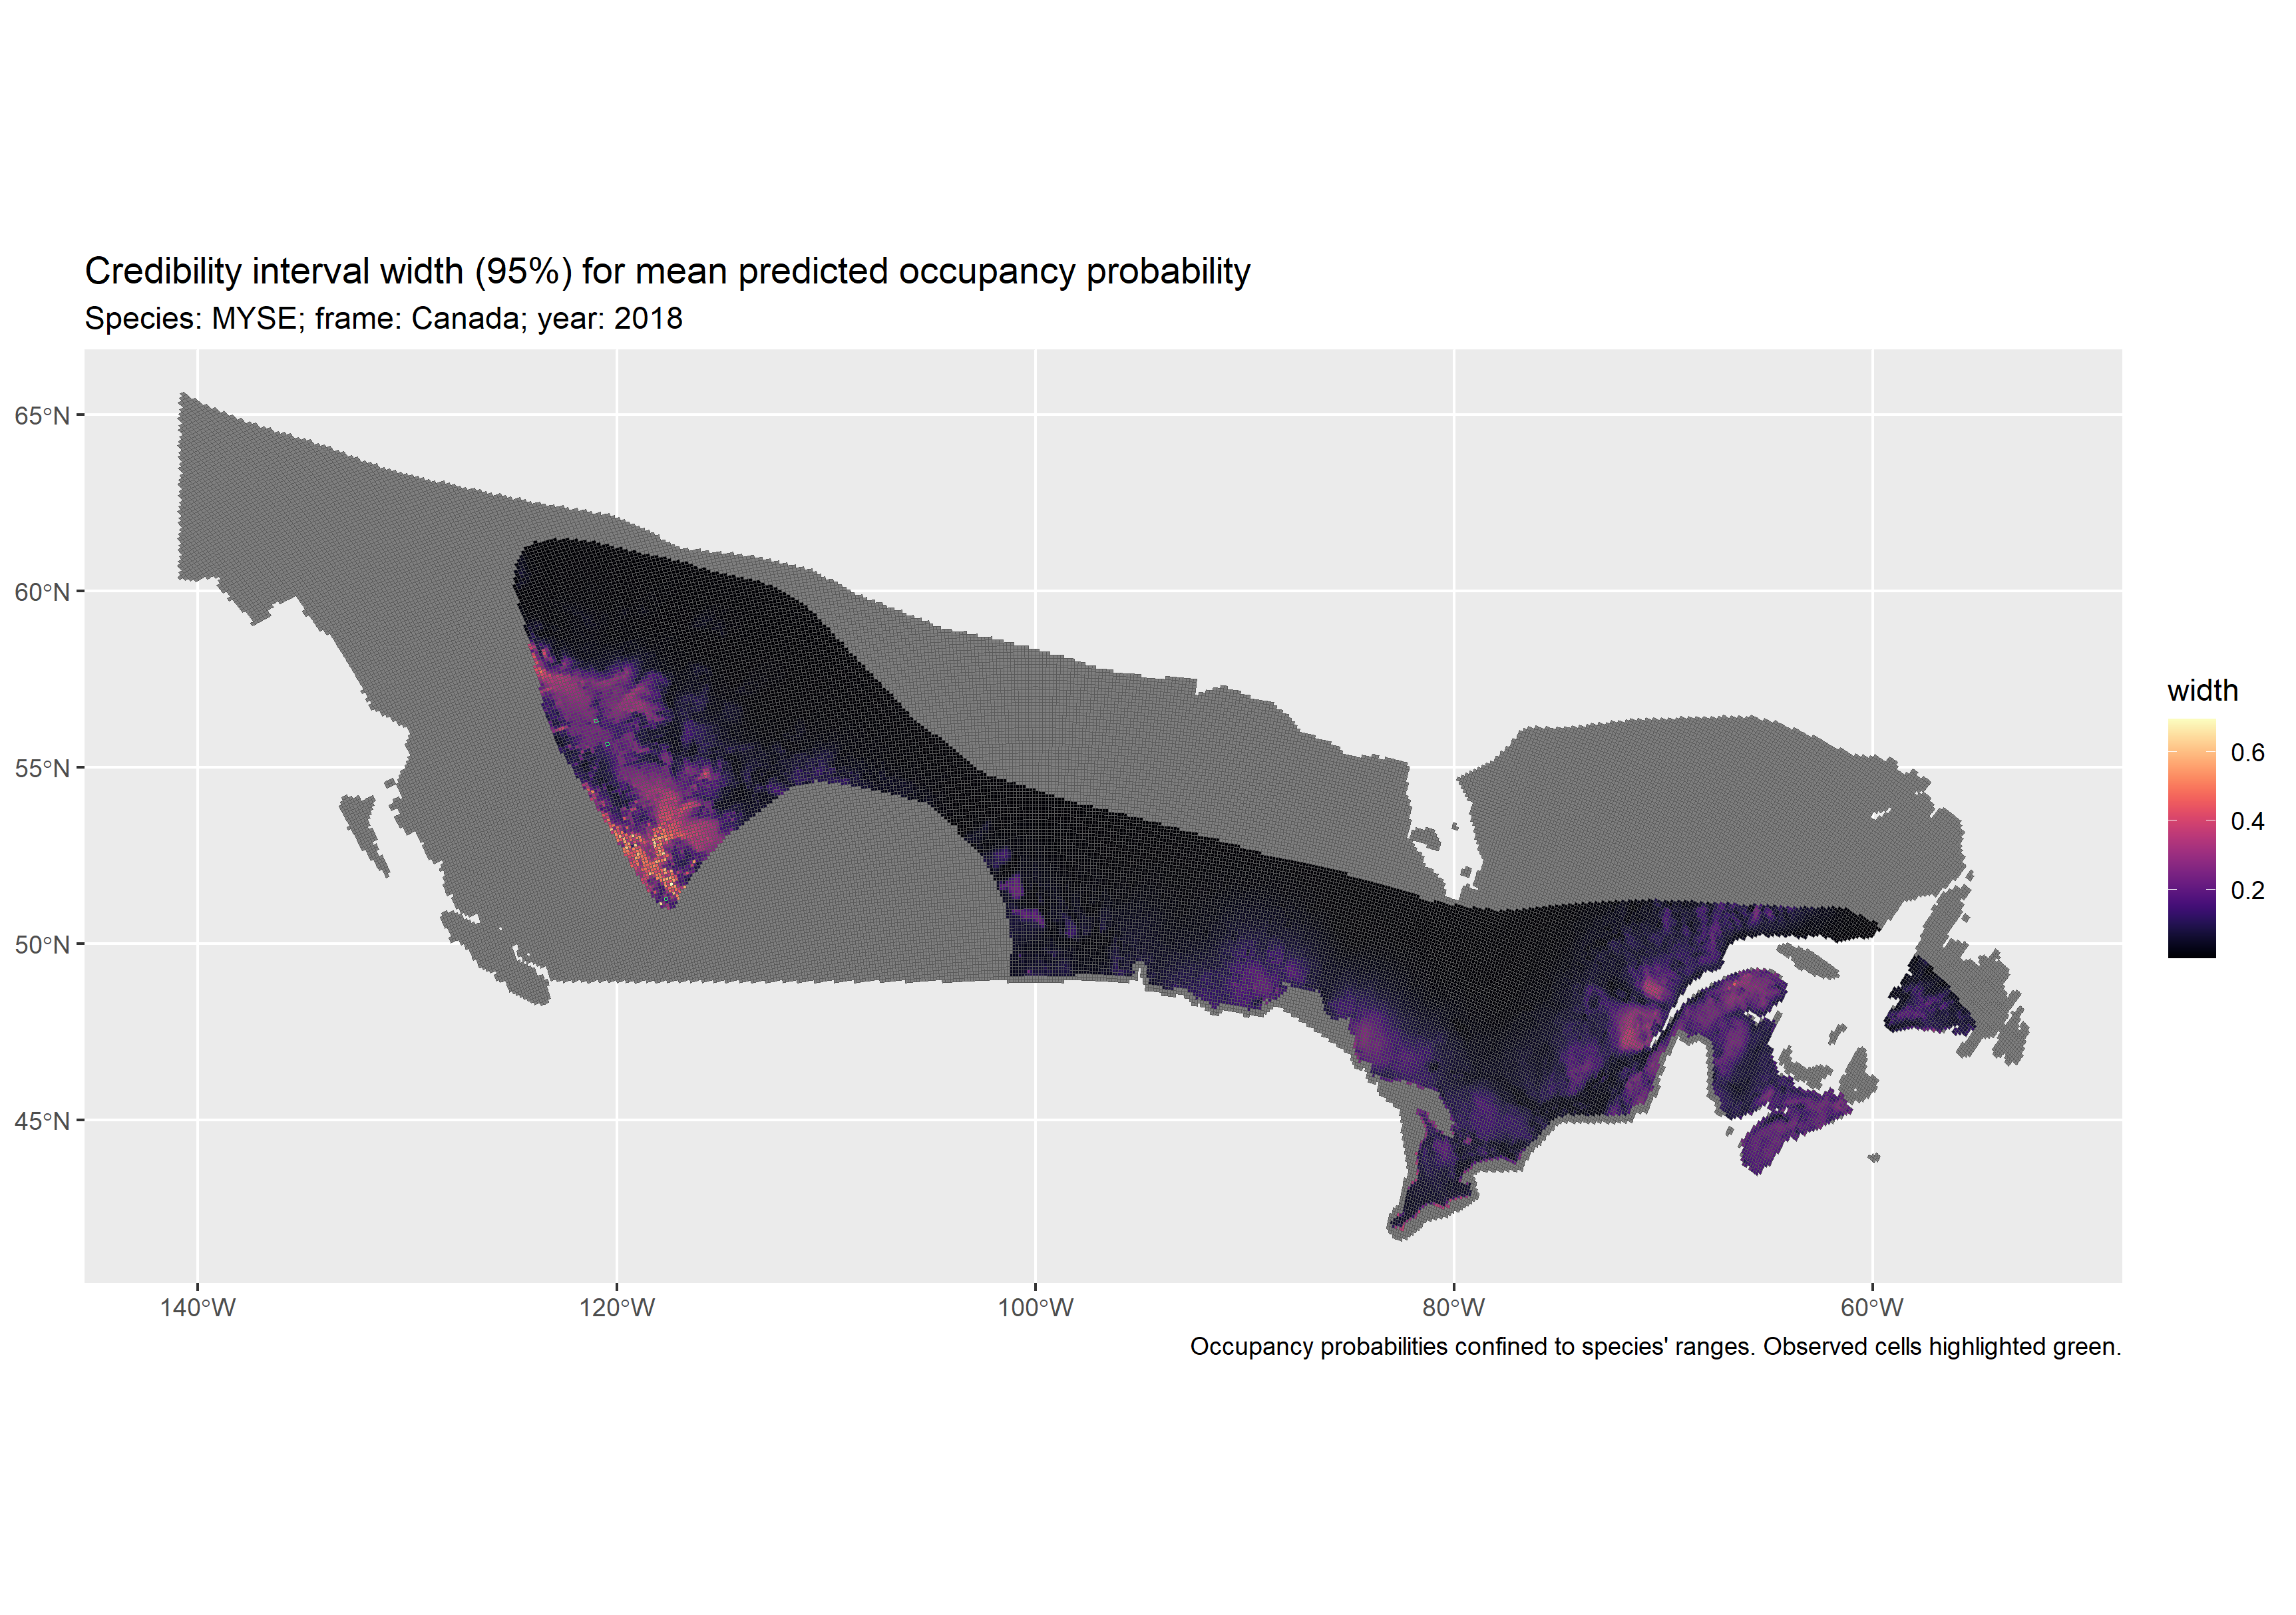 Credibility interval width (95%) for mean predicted occupancy probability
Species: MYSE; frame: Canada; year: 2018
65°N
60°N
55°N
50°N
45°N
140°W
120°W
100°W
80°W
60°W
width
0.6
0.4
0.2
Occupancy probabilities confined to species' ranges. Observed cells highlighted green.